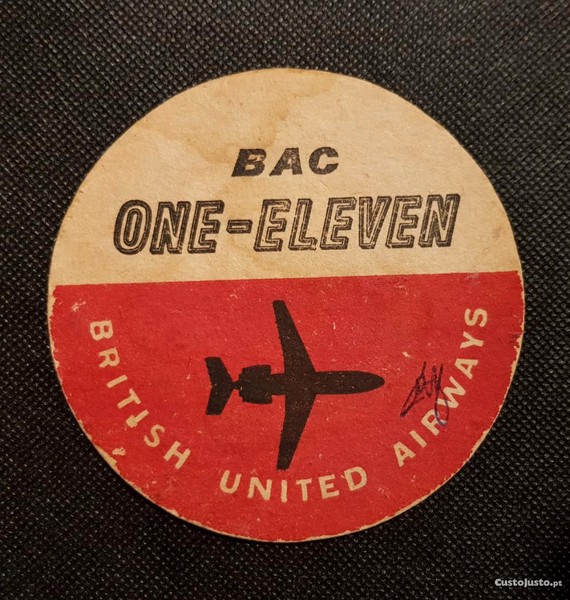 BAC
ONE-ELEVEN
BRITISH UNITED AIRWAYS
CustoJusto.pt